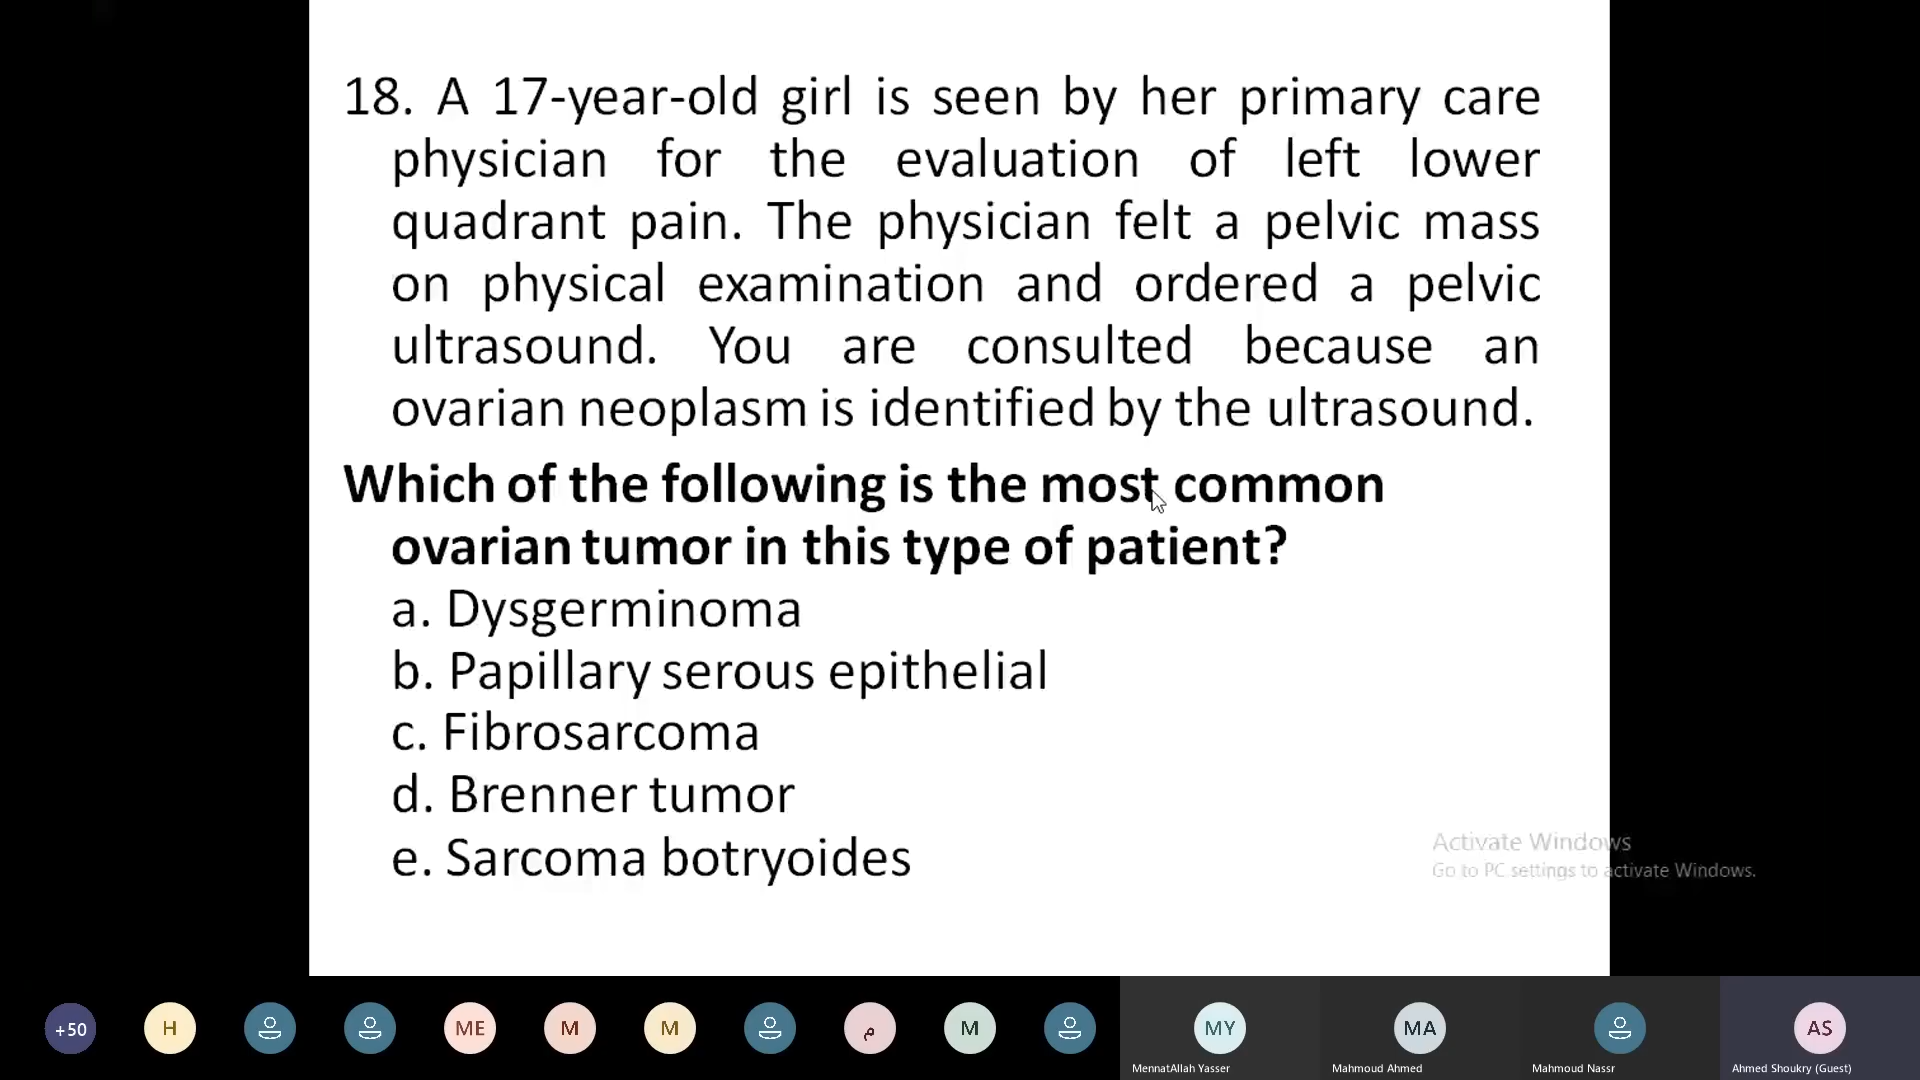 18. A 17-year-old girl is seen by her primary care
physician for the evaluation of left lower
quadrant pain. The physician felt a pelvic mass
on physical examination and ordered a pelvic
ultrasound. You are consulted because an
ovarian neoplasm is identified by the ultrasound.
Which of the following is the most common
ovarian tumor in this type of patient?
a. Dysgerminoma
b. Papillary serous epithelial
c. Fibrosarcoma
d. Brenner tumor
e. Sarcoma botryoides
Activate Windows
Go to PC settings to activate Windows.
+50 H ME M M م M MY MA AS
MennatAllah Yasser Mahmoud Ahmed Mahmoud Nassr Ahmed Shoukry (Guest)